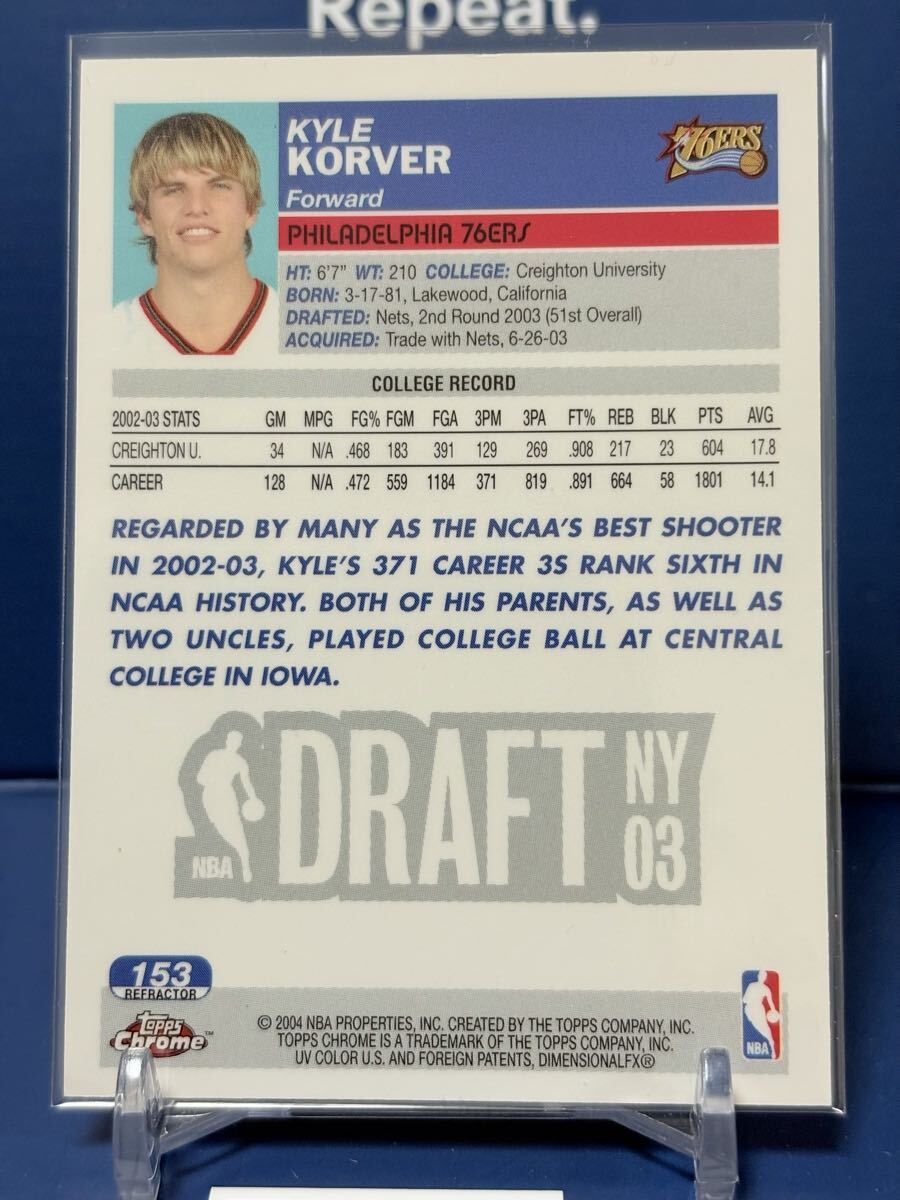 Repeat.
KYLE
KORVER
Forward
76ERS
PHILADELPHIA 76ERS
HT: 6'7" WT: 210 COLLEGE: Creighton University
BORN: 3-17-81, Lakewood, California
DRAFTED: Nets, 2nd Round 2003 (51st Overall)
ACQUIRED: Trade with Nets, 6-26-03
COLLEGE RECORD
2002-03 STATS GM MPG FG% FGM FGA 3PM 3PA FT% REB BLK PTS AVG
CREIGHTON U. 34 N/A .468 183 391 129 269 .908 217 23 604 17.8
CAREER 128 N/A .472 559 1184 371 819 .891 664 58 1801 14.1
REGARDED BY MANY AS THE NCAA'S BEST SHOOTER
IN 2002-03, KYLE'S 371 CAREER 3S RANK SIXTH IN
NCAA HISTORY. BOTH OF HIS PARENTS, AS WELL AS
TWO UNCLES, PLAYED COLLEGE BALL AT CENTRAL
COLLEGE IN IOWA.
NBA DRAFT NY
03
153
REFRACTOR
Topps
Chrome™
© 2004 NBA PROPERTIES, INC. CREATED BY THE TOPPS COMPANY, INC.
TOPPS CHROME IS A TRADEMARK OF THE TOPPS COMPANY, INC.
UV COLOR U.S. AND FOREIGN PATENTS, DIMENSIONALFX®
NBA